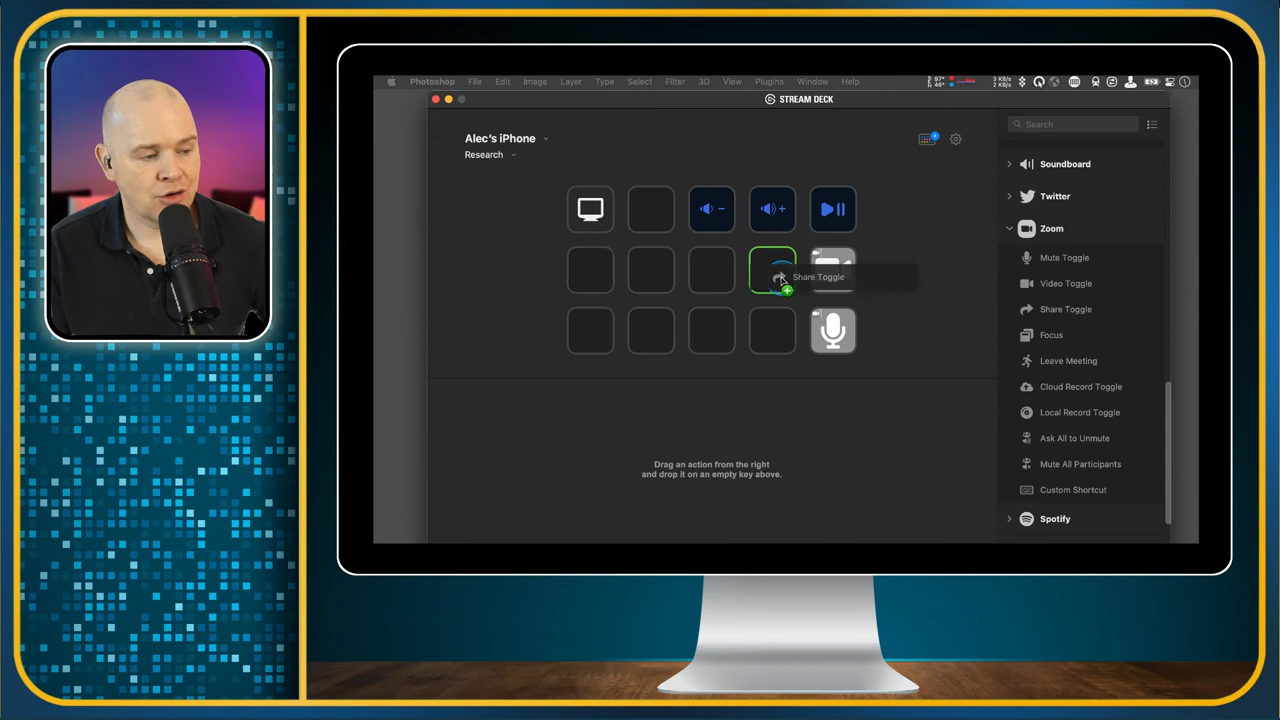 Photoshop File Edit Image Layer Type Select Filter 3D View Plugins Window Help
STREAM DECK
Alec's iPhone
Research
Share Toggle
Drag an action from the right
and drop it on an empty key above.
Search
Soundboard
Twitter
Zoom
Mute Toggle
Video Toggle
Share Toggle
Focus
Leave Meeting
Cloud Record Toggle
Local Record Toggle
Ask All to Unmute
Mute All Participants
Custom Shortcut
Spotify